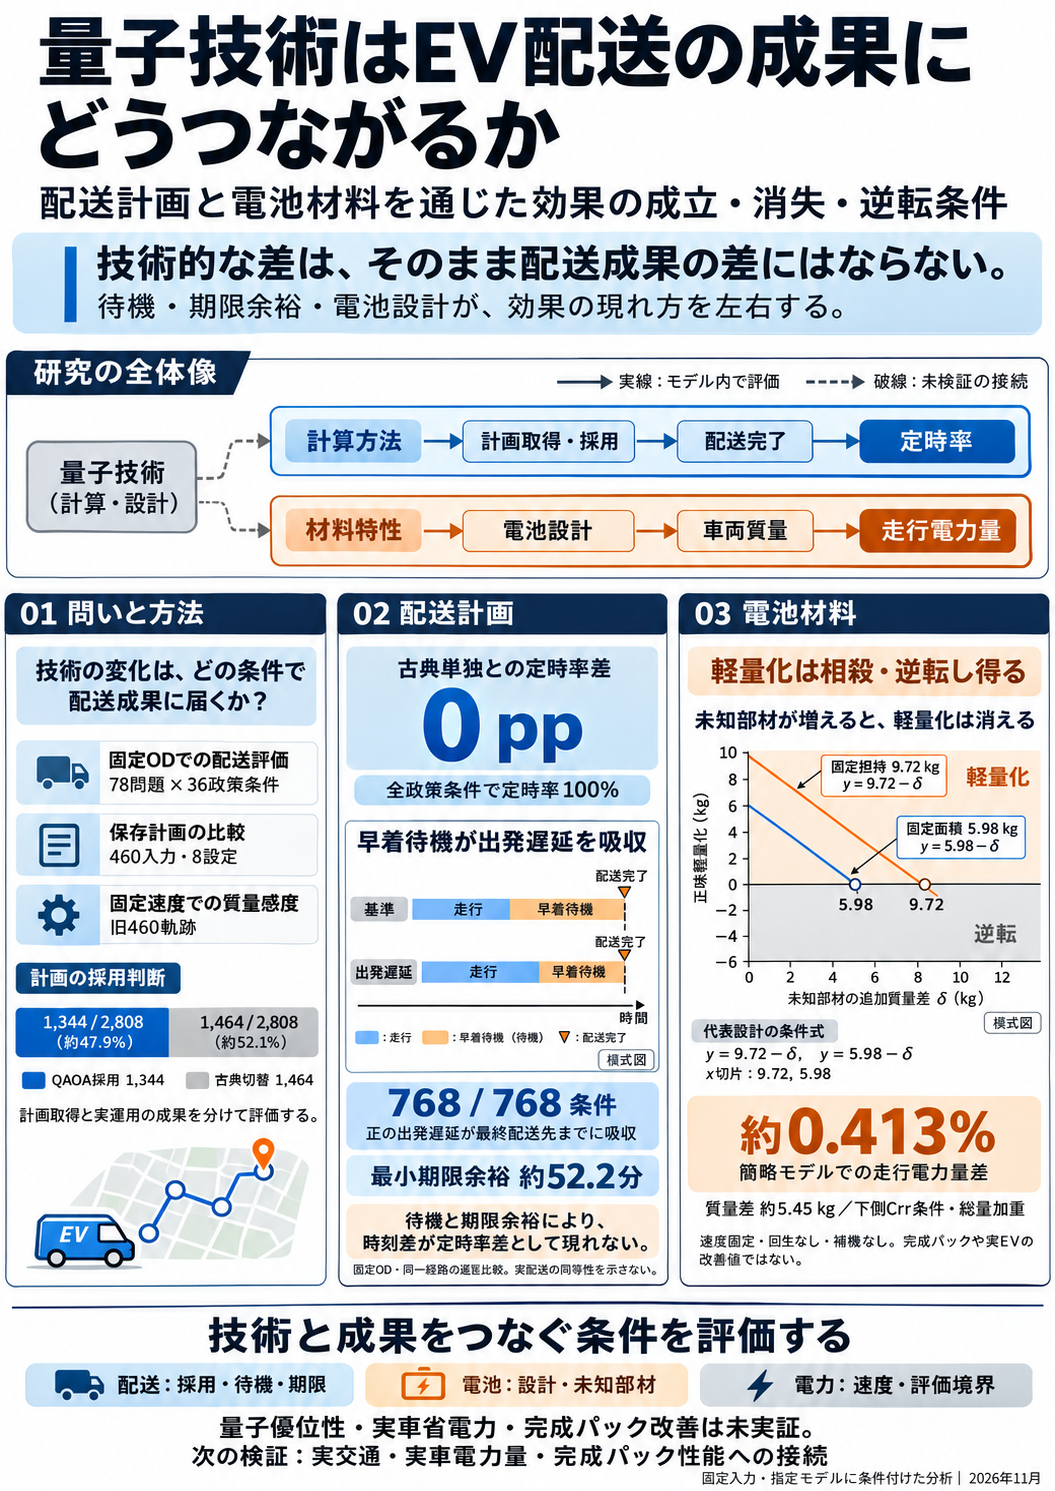 量子技術はEV配送の成果に
どうつながるか
配送計画と電池材料を通じた効果の成立・消失・逆転条件
技術的な差は、そのまま配送成果の差にはならない。
待機・期限余裕・電池設計が、効果の現れ方を左右する。
研究の全体像
実線：モデル内で評価
破線：未検証の接続
量子技術
（計算・設計）
計算方法
計画取得・採用
配送完了
定時率
材料特性
電池設計
車両質量
走行電力量
01 問いと方法
技術の変化は、どの条件で
配送成果に届くか？
固定ODでの配送評価
78問題×36政策条件
保存計画の比較
460入力・8設定
固定速度での質量感度
旧460軌跡
計画の採用判断
1,344 / 2,808
（約47.9%）
1,464 / 2,808
（約52.1%）
QAOA採用 1,344
古典切替 1,464
計画取得と実運用の成果を分けて評価する。
EV
02 配送計画
古典単独との定時率差
0 pp
全政策条件で定時率100%
早着待機が出発遅延を吸収
配送完了
基準
走行
早着待機
配送完了
出発遅延
走行
早着待機
時間
：走行
：早着待機（待機）
：配送完了
模式図
768 / 768 条件
正の出発遅延が最終配送先までに吸収
最小期限余裕 約52.2分
待機と期限余裕により、
時刻差が定時率差として現れない。
固定OD・同一経路の運比較。実配送の同等性を示さない。
03 電池材料
軽量化は相殺・逆転し得る
未知部材が増えると、軽量化は消える
正味軽量化 (kg)
10
8
6
4
2
0
−2
−4
−6
固定担持 9.72 kg
y = 9.72 − δ
軽量化
固定面積 5.98 kg
y = 5.98 − δ
5.98
9.72
逆転
0 2 4 6 8 10 12
未知部材の追加質量差 δ (kg)
模式図
代表設計の条件式
y = 9.72 − δ, y = 5.98 − δ
x切片：9.72, 5.98
約0.413%
簡略モデルでの走行電力量差
質量差 約5.45 kg／下側Crr条件・総量加重
速度固定・回生なし・補機なし。完成パックや実EVの
改善値ではない。
技術と成果をつなぐ条件を評価する
配送：採用・待機・期限
電池：設計・未知部材
電力：速度・評価境界
量子優位性・実車省電力・完成パック改善は未実証。
次の検証：実交通・実車電力量・完成パック性能への接続
固定入力・指定モデルに条件付けた分析｜ 2026年11月